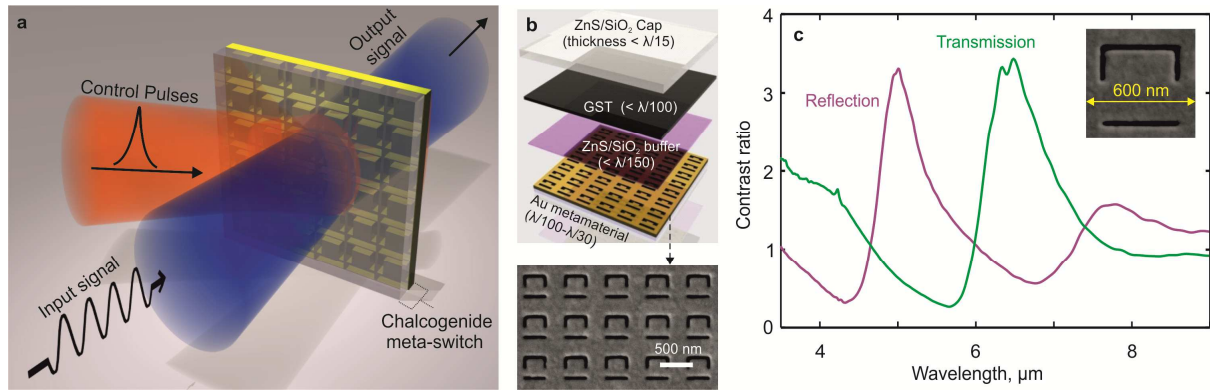 a
Output
signal
Control Pulses
Input signal
Chalcogenide
meta-switch
b
ZnS/SiO₂ Cap
(thickness < λ/15)
GST (< λ/100)
ZnS/SiO₂ buffer
(< λ/150)
Au metamaterial
(λ/100-λ/30)
500 nm
c
Transmission
Reflection
600 nm
Contrast ratio
4
3
2
1
0
4
6
8
Wavelength, μm